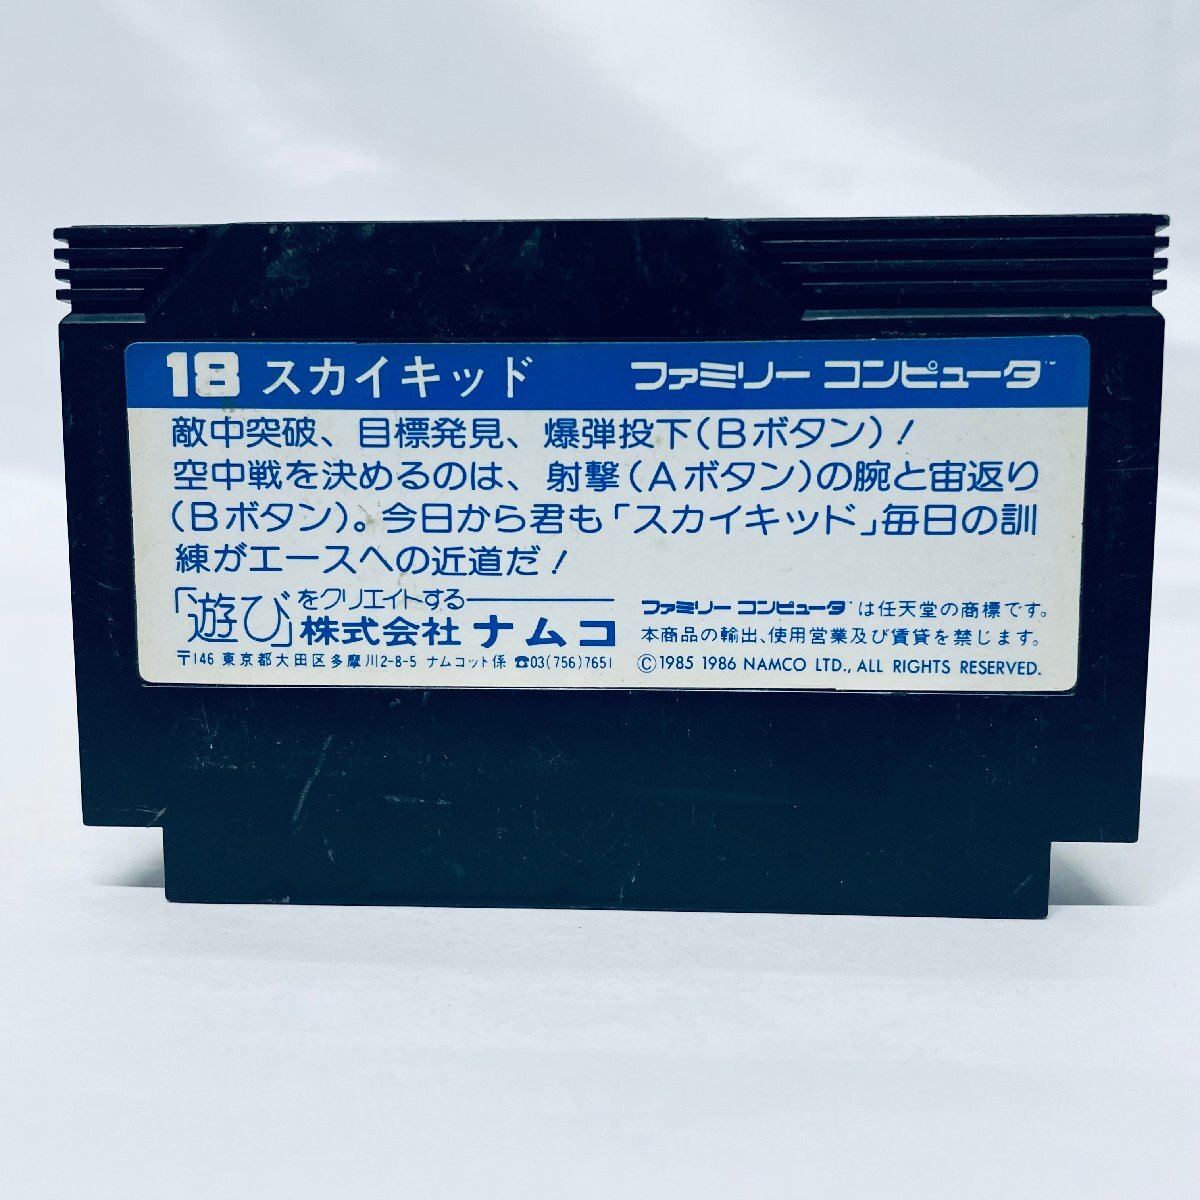 18 スカイキッド ファミリー コンピュータ™
敵中突破、目標発見、爆弾投下(Bボタン)!
空中戦を決めるのは、射撃(Aボタン)の腕と宙返り
(Bボタン)。今日から君も「スカイキッド」毎日の訓
練がエースへの近道だ!
「遊び」をクリエイトする
株式会社 ナムコ
〒146 東京都大田区多摩川2-8-5 ナムコット係 ☎03(756)7651
ファミリー コンピュータ™は任天堂の商標です。
本商品の輸出、使用営業及び賃貸を禁じます。
©1985 1986 NAMCO LTD., ALL RIGHTS RESERVED.